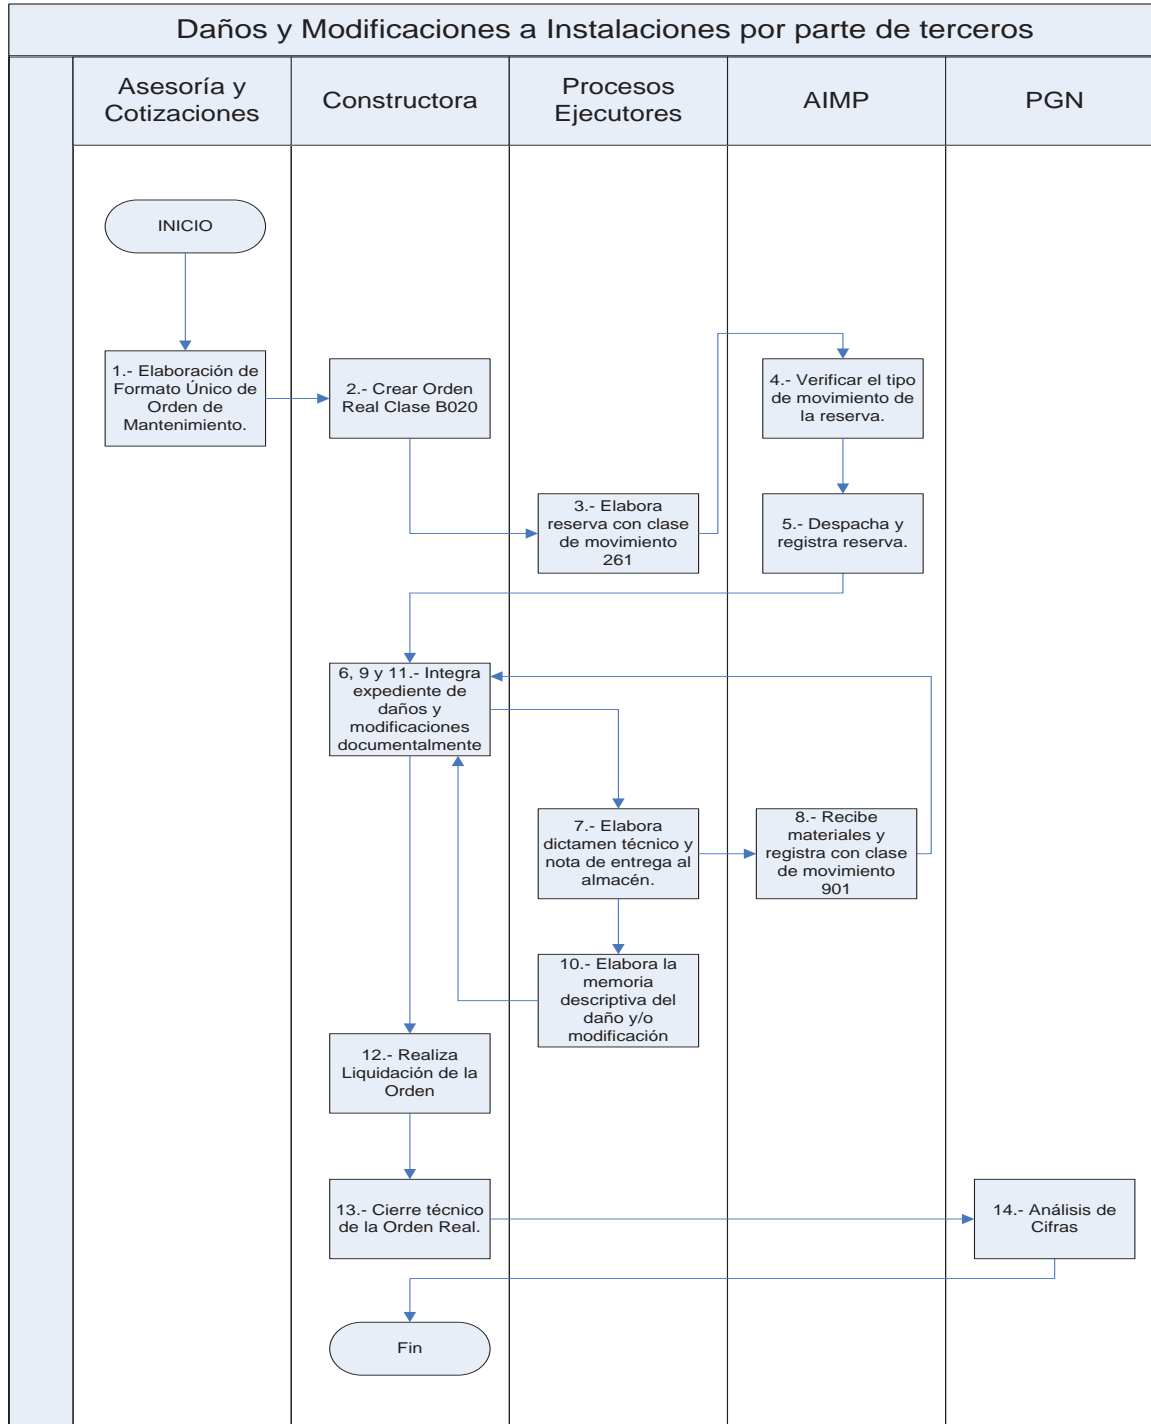 Daños y Modificaciones a Instalaciones por parte de terceros
Asesoría y
Cotizaciones
Constructora
Procesos
Ejecutores
AIMP
PGN
INICIO
1.- Elaboración de
Formato Único de
Orden de
Mantenimiento.
2.- Crear Orden
Real Clase B020
3.- Elabora
reserva con clase
de movimiento
261
4.- Verificar el tipo
de movimiento de
la reserva.
5.- Despacha y
registra reserva.
6, 9 y 11.- Integra
expediente de
daños y
modificaciones
documentalmente
7.- Elabora
dictamen técnico y
nota de entrega al
almacén.
8.- Recibe
materiales y
registra con clase
de movimiento
901
10.- Elabora la
memoria
descriptiva del
daño y/o
modificación
12.- Realiza
Liquidación de la
Orden
13.- Cierre técnico
de la Orden Real.
14.- Análisis de
Cifras
Fin